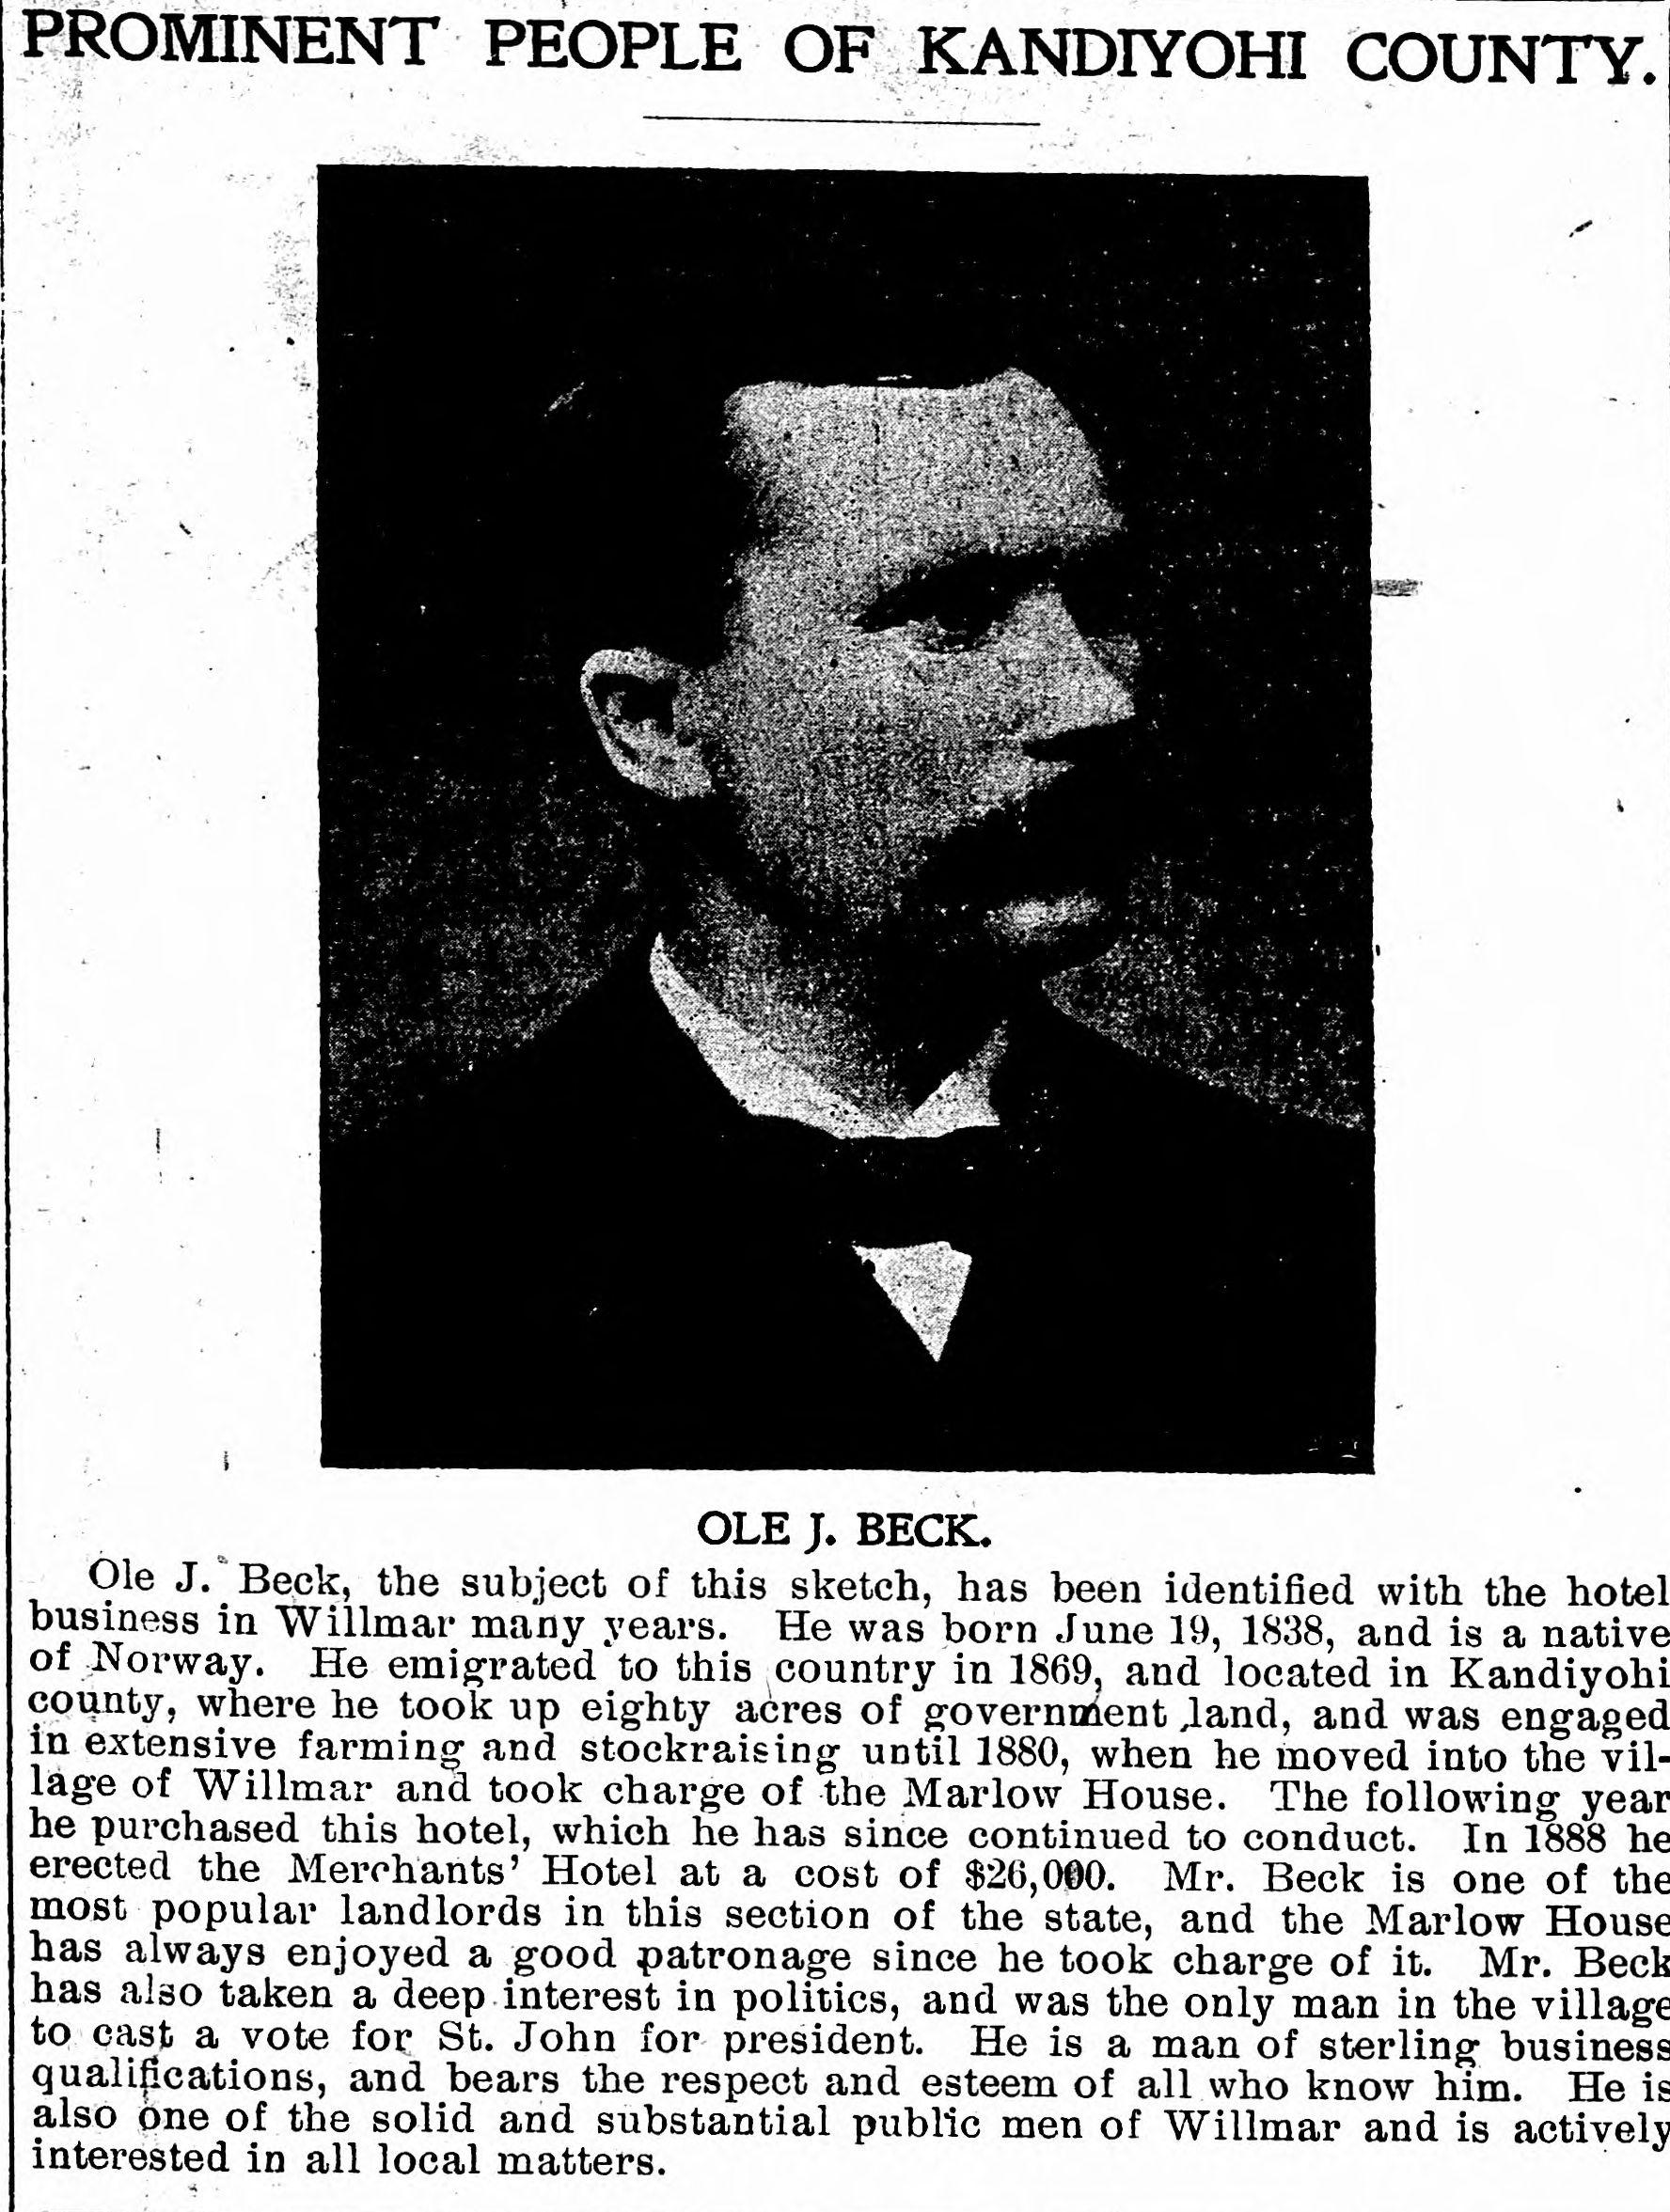 PROMINENT PEOPLE OF KANDIYOHI COUNTY.
OLE J. BECK.
Ole J. Beck, the subject of this sketch, has been identified with the hotel
business in Willmar many years. He was born June 19, 1838, and is a native
of Norway. He emigrated to this country in 1869, and located in Kandiyohi
county, where he took up eighty acres of government land, and was engaged
in extensive farming and stockraising until 1880, when he moved into the vil-
lage of Willmar and took charge of the Marlow House. The following year
he purchased this hotel, which he has since continued to conduct. In 1888 he
erected the Merchants' Hotel at a cost of $26,000. Mr. Beck is one of the
most popular landlords in this section of the state, and the Marlow House
has always enjoyed a good patronage since he took charge of it. Mr. Beck
has also taken a deep interest in politics, and was the only man in the village
to cast a vote for St. John for president. He is a man of sterling business
qualifications, and bears the respect and esteem of all who know him. He is
also one of the solid and substantial public men of Willmar and is actively
interested in all local matters.